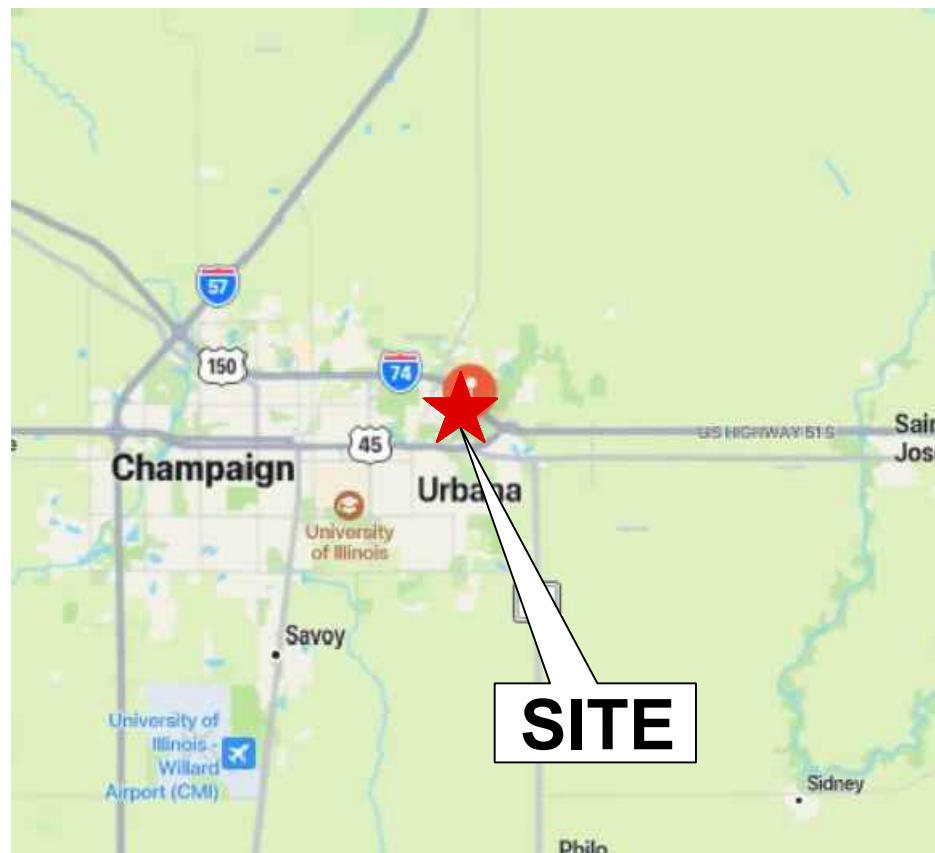 57
150
74
45
US HIGHWAY 51 S
Sain
Jos
e
Champaign
Urbana
University
of Illinois
Savoy
SITE
University of
Illinois -
Willard
Airport (CMI)
Sidney
Philo